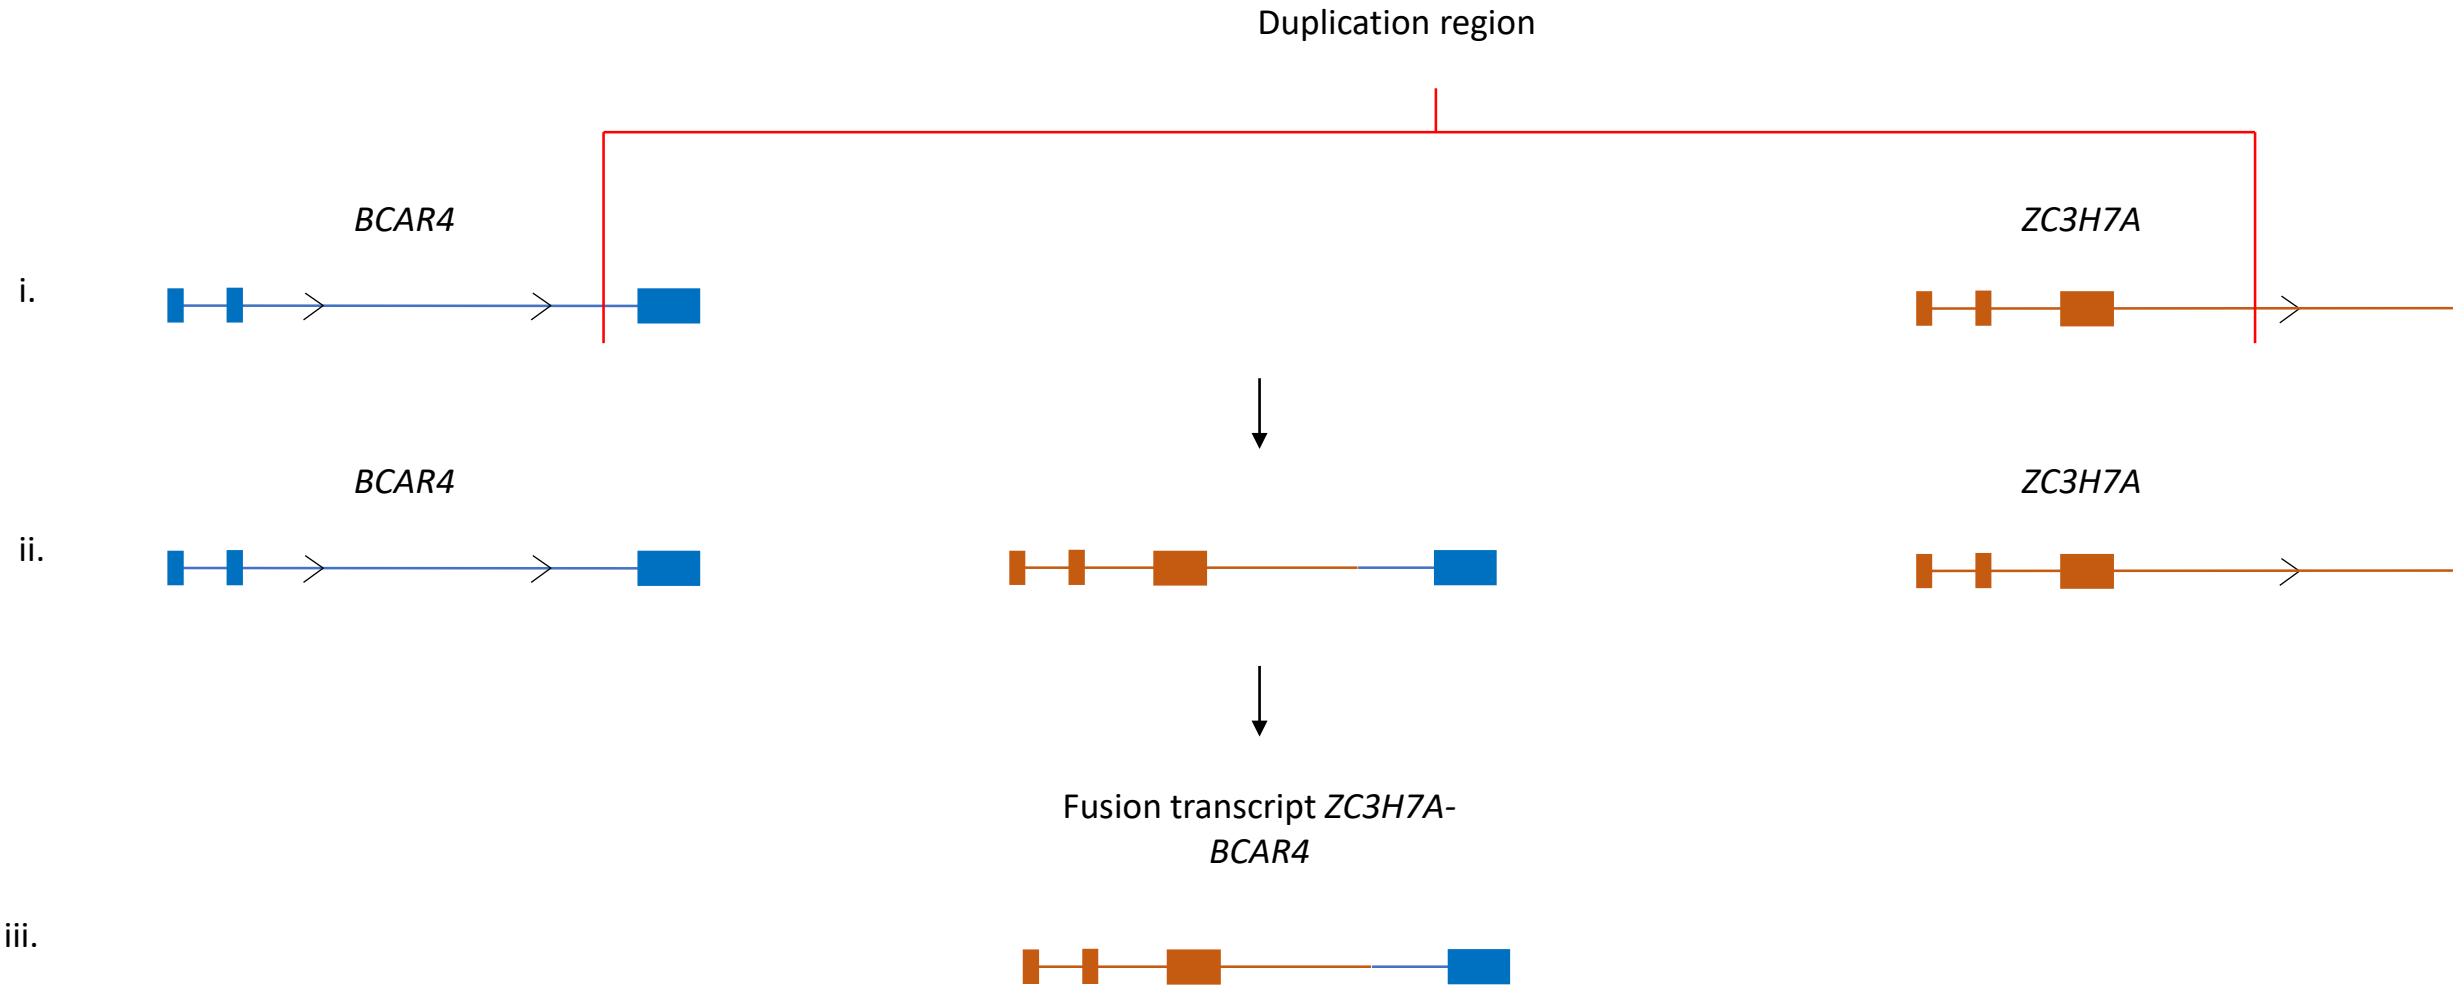 Duplication region
BCAR4
ZC3H7A
i.
BCAR4
ZC3H7A
ii.
Fusion transcript ZC3H7A-
BCAR4
iii.